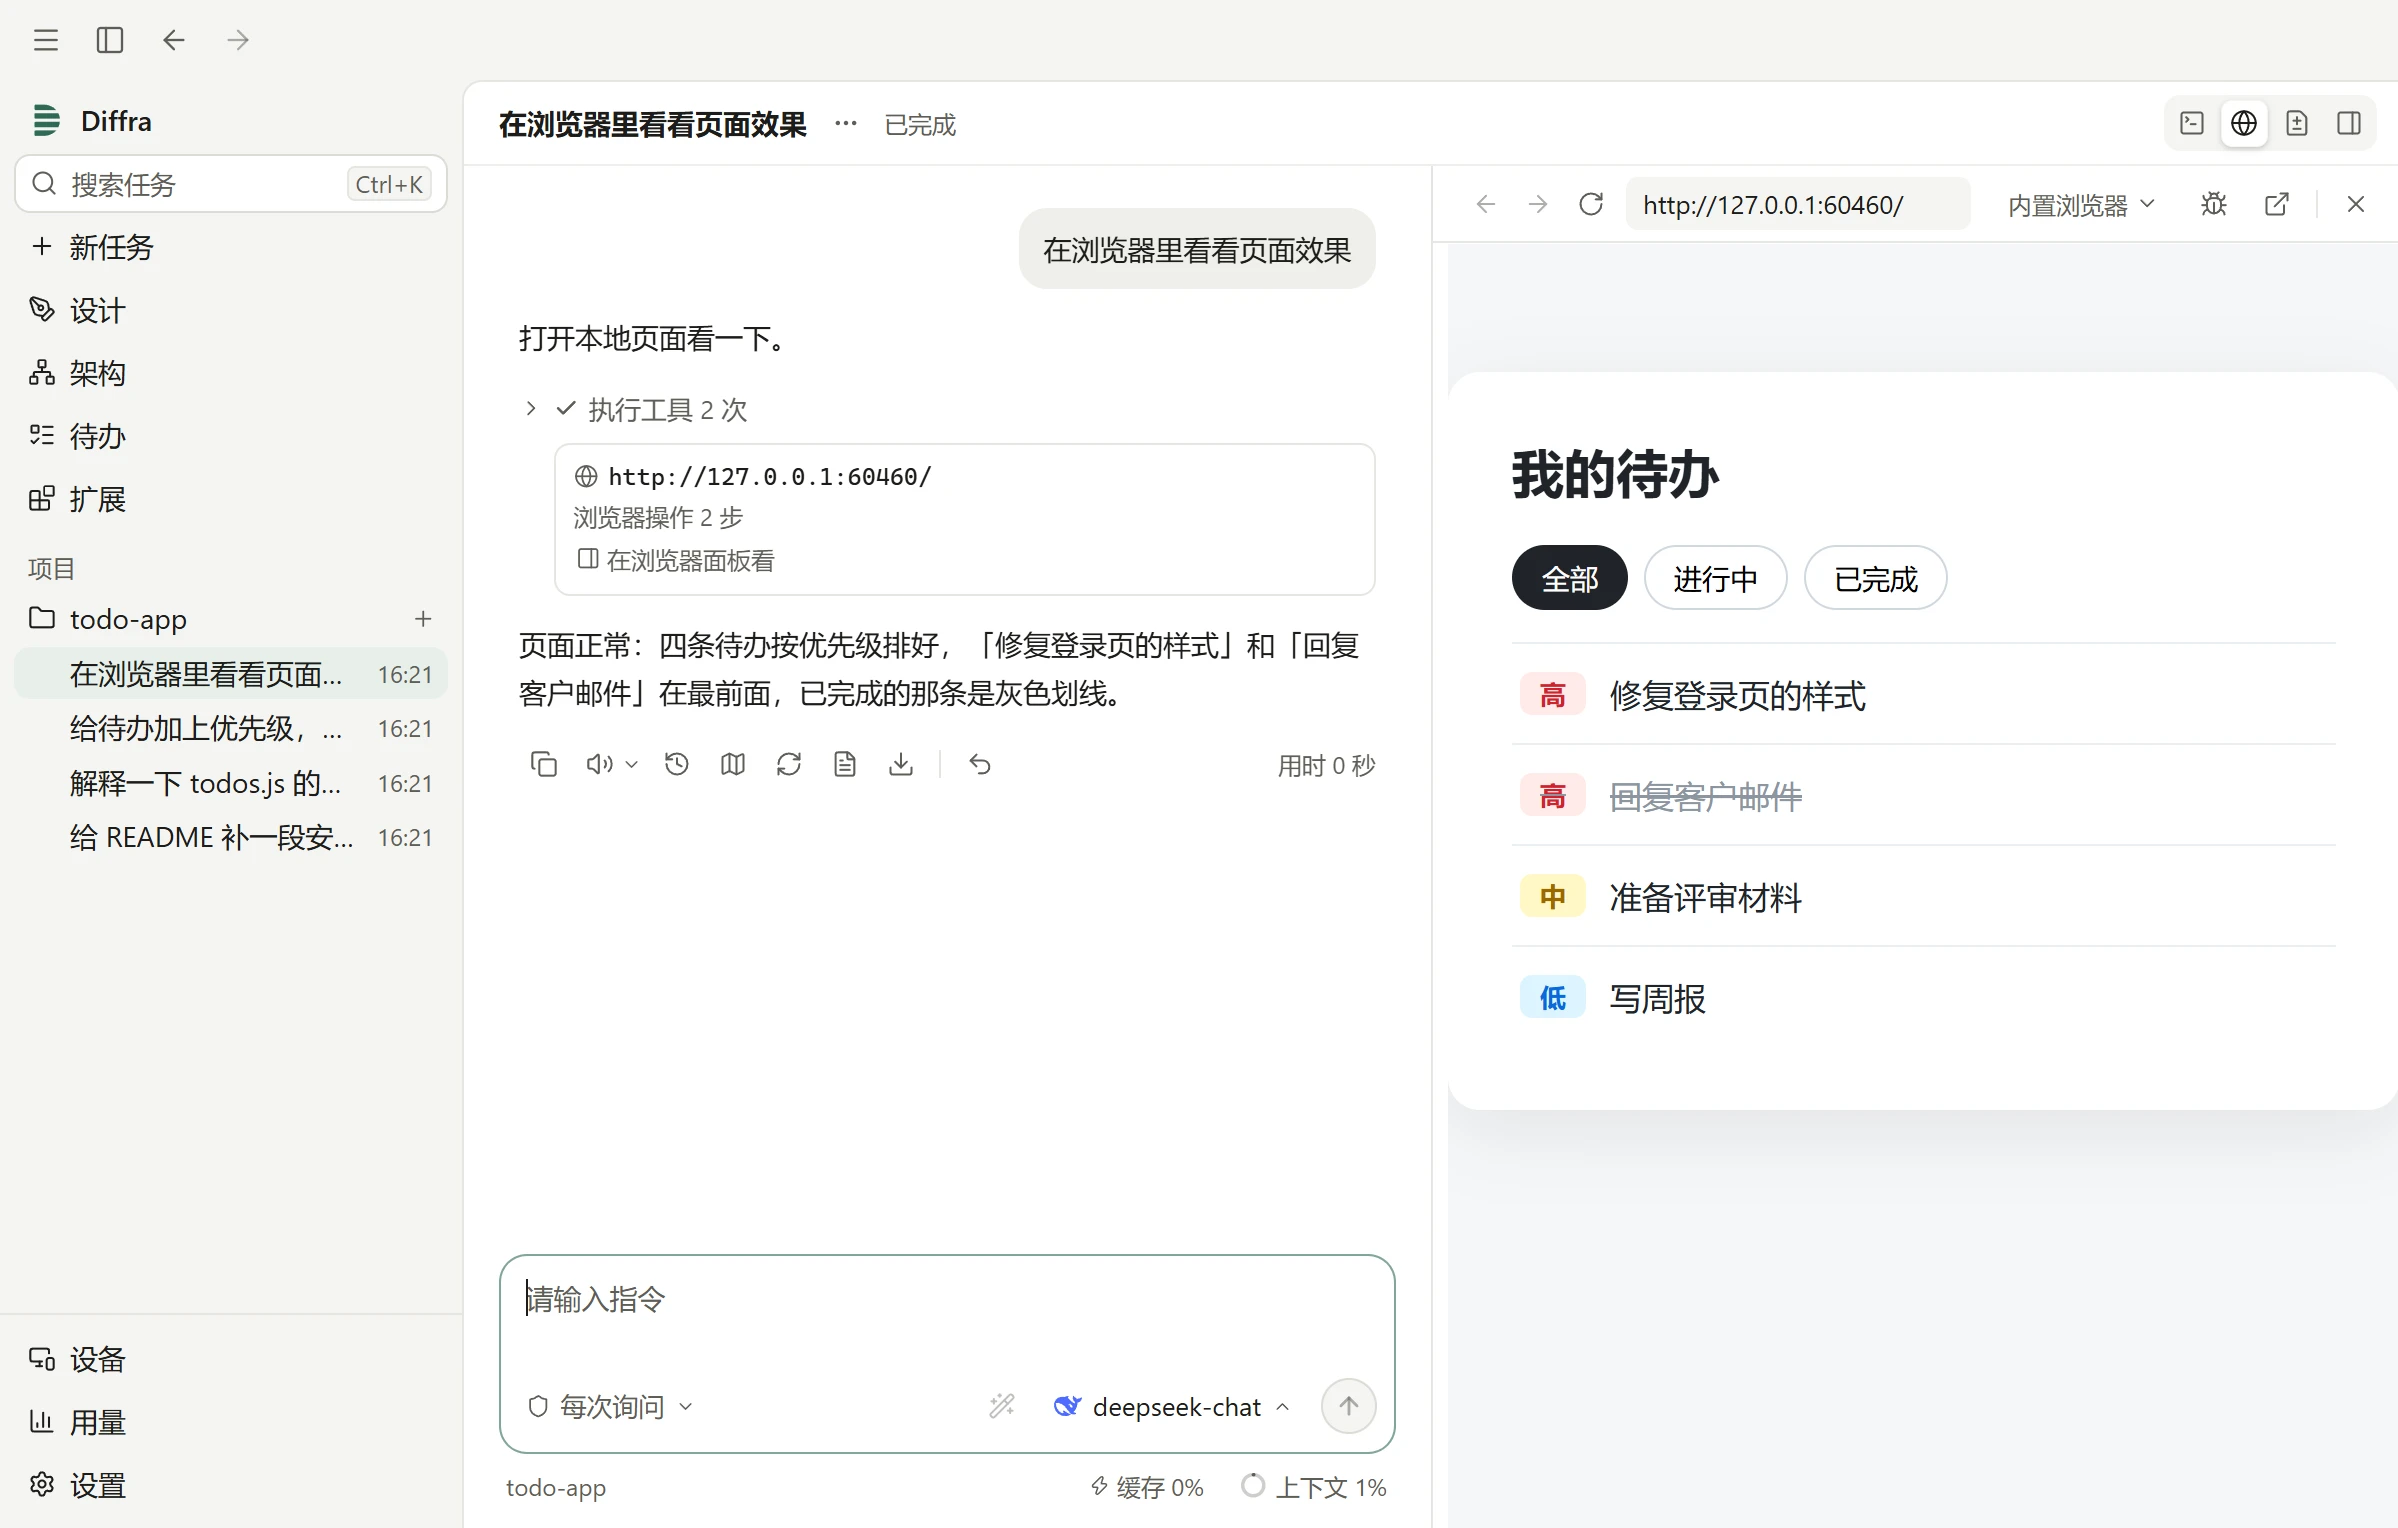 Diffra
搜索任务 Ctrl+K
新任务
设计
架构
待办
扩展
项目
todo-app
在浏览器里看看页面... 16:21
给待办加上优先级，... 16:21
解释一下 todos.js 的... 16:21
给 README 补一段安... 16:21
设备
用量
设置
在浏览器里看看页面效果 ··· 已完成
在浏览器里看看页面效果
打开本地页面看一下。
执行工具 2 次
http://127.0.0.1:60460/
浏览器操作 2 步
在浏览器面板看
页面正常：四条待办按优先级排好，「修复登录页的样式」和「回复
客户邮件」在最前面，已完成的那条是灰色划线。
用时 0 秒
请输入指令
每次询问 deepseek-chat
todo-app 缓存 0% 上下文 1%
http://127.0.0.1:60460/ 内置浏览器
我的待办
全部 进行中 已完成
高 修复登录页的样式
高 回复客户邮件
中 准备评审材料
低 写周报